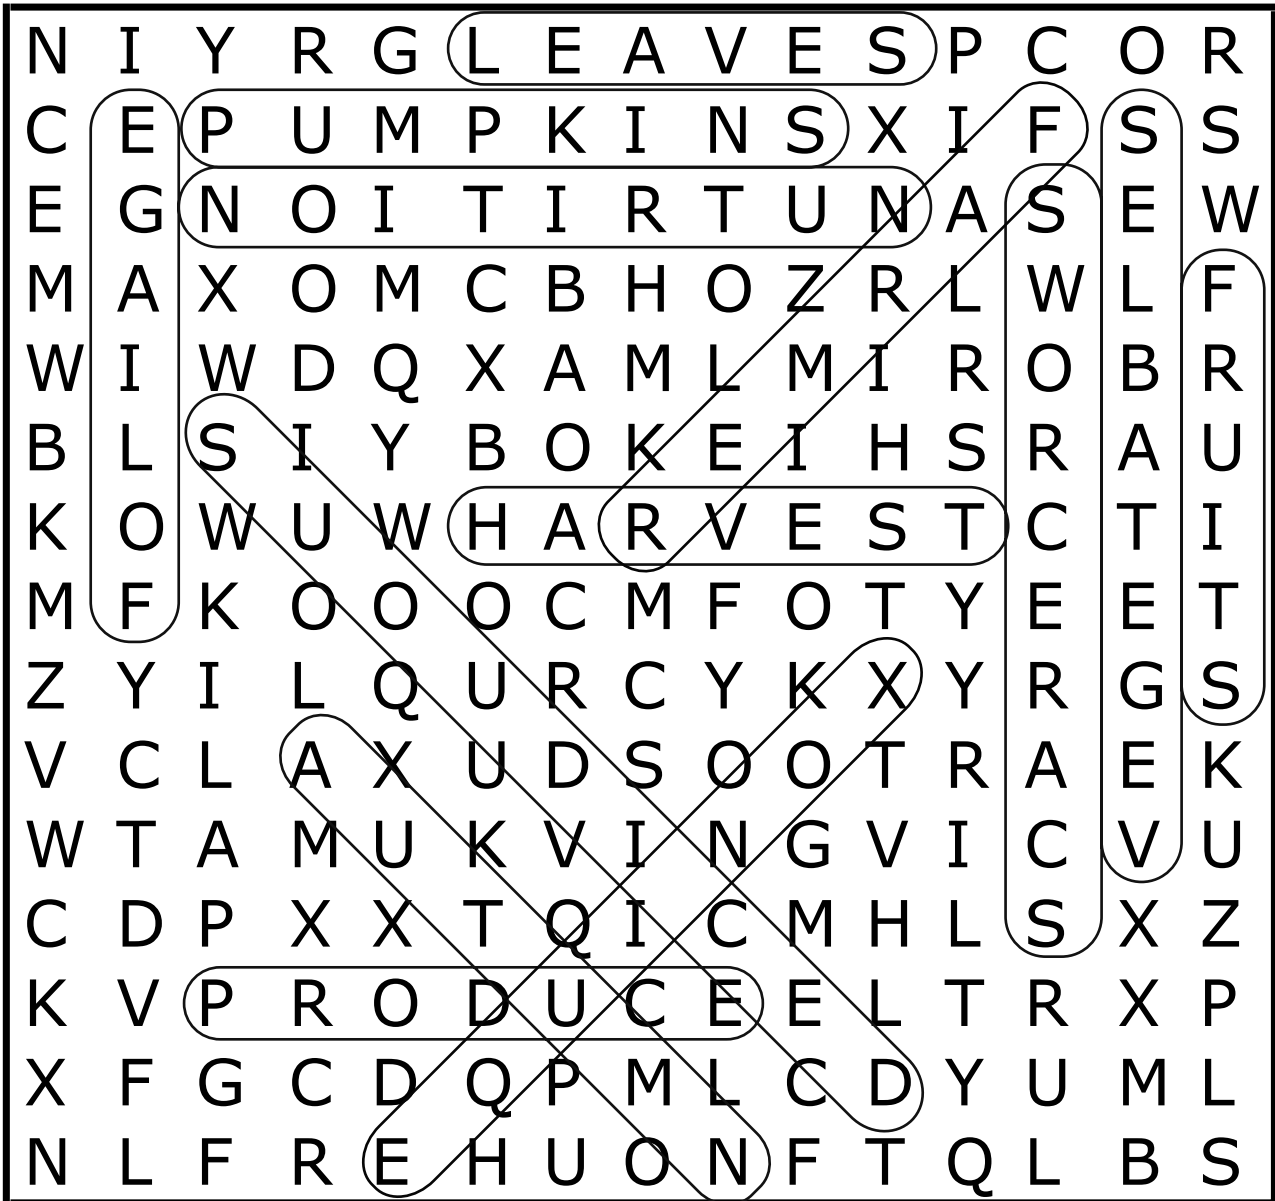 N I Y R G L E A V E S P C O R
C E P U M P K I N S X I F S S
E G N O I T I R T U N A S E W
M A X O M C B H O Z R L W L F
W I W D Q X A M L M I R O B R
B L S I Y B O K E I H S R A U
K O W U W H A R V E S T C T I
M F K O O O C M F O T Y E E T
Z Y I L Q U R C Y K X Y R G S
V C L A X U D S O O T R A E K
W T A M U K V I N G V I C V U
C D P X X T Q I C M H L S X Z
K V P R O D U C E E L T R X P
X F G C D Q P M L C D Y U M L
N L F R E H U O N F T Q L B S